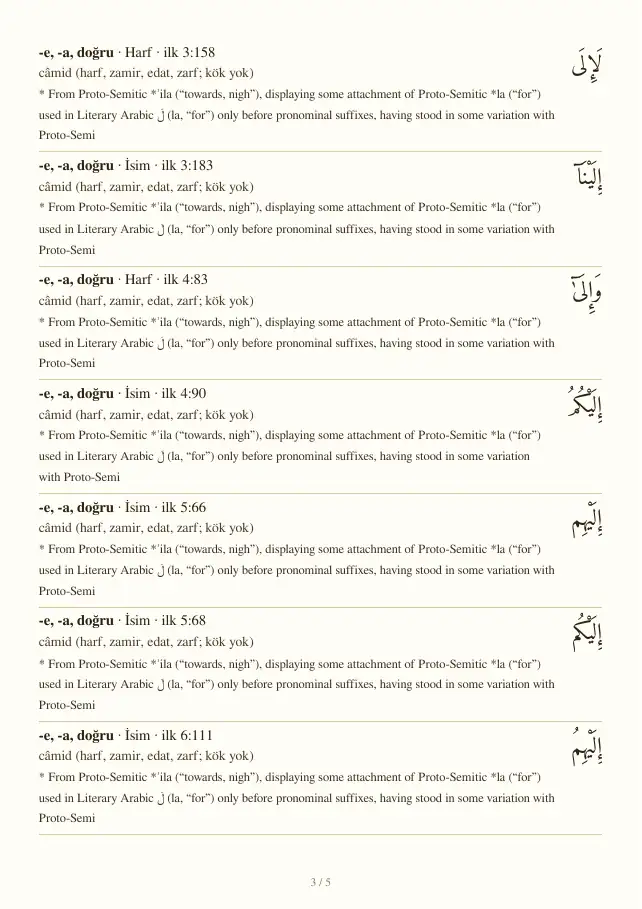 -e, -a, doğru · Harf · ilk 3:158
لَإِلَى
câmid (harf, zamir, edat, zarf; kök yok)
* From Proto-Semitic *ʾila (“towards, nigh”), displaying some attachment of Proto-Semitic *la (“for”)
used in Literary Arabic لَ (la, “for”) only before pronominal suffixes, having stood in some variation with
Proto-Semi
-e, -a, doğru · İsim · ilk 3:183
إِلَيْنَآ
câmid (harf, zamir, edat, zarf; kök yok)
* From Proto-Semitic *ʾila (“towards, nigh”), displaying some attachment of Proto-Semitic *la (“for”)
used in Literary Arabic لَ (la, “for”) only before pronominal suffixes, having stood in some variation with
Proto-Semi
-e, -a, doğru · Harf · ilk 4:83
وَإِلَىٰٓ
câmid (harf, zamir, edat, zarf; kök yok)
* From Proto-Semitic *ʾila (“towards, nigh”), displaying some attachment of Proto-Semitic *la (“for”)
used in Literary Arabic لَ (la, “for”) only before pronominal suffixes, having stood in some variation with
Proto-Semi
-e, -a, doğru · İsim · ilk 4:90
إِلَيْكُمُ
câmid (harf, zamir, edat, zarf; kök yok)
* From Proto-Semitic *ʾila (“towards, nigh”), displaying some attachment of Proto-Semitic *la (“for”)
used in Literary Arabic لَ (la, “for”) only before pronominal suffixes, having stood in some variation
with Proto-Semi
-e, -a, doğru · İsim · ilk 5:66
إِلَيْهِم
câmid (harf, zamir, edat, zarf; kök yok)
* From Proto-Semitic *ʾila (“towards, nigh”), displaying some attachment of Proto-Semitic *la (“for”)
used in Literary Arabic لَ (la, “for”) only before pronominal suffixes, having stood in some variation with
Proto-Semi
-e, -a, doğru · İsim · ilk 5:68
إِلَيْكُم
câmid (harf, zamir, edat, zarf; kök yok)
* From Proto-Semitic *ʾila (“towards, nigh”), displaying some attachment of Proto-Semitic *la (“for”)
used in Literary Arabic لَ (la, “for”) only before pronominal suffixes, having stood in some variation with
Proto-Semi
-e, -a, doğru · İsim · ilk 6:111
إِلَيْهِمُ
câmid (harf, zamir, edat, zarf; kök yok)
* From Proto-Semitic *ʾila (“towards, nigh”), displaying some attachment of Proto-Semitic *la (“for”)
used in Literary Arabic لَ (la, “for”) only before pronominal suffixes, having stood in some variation with
Proto-Semi
3 / 5